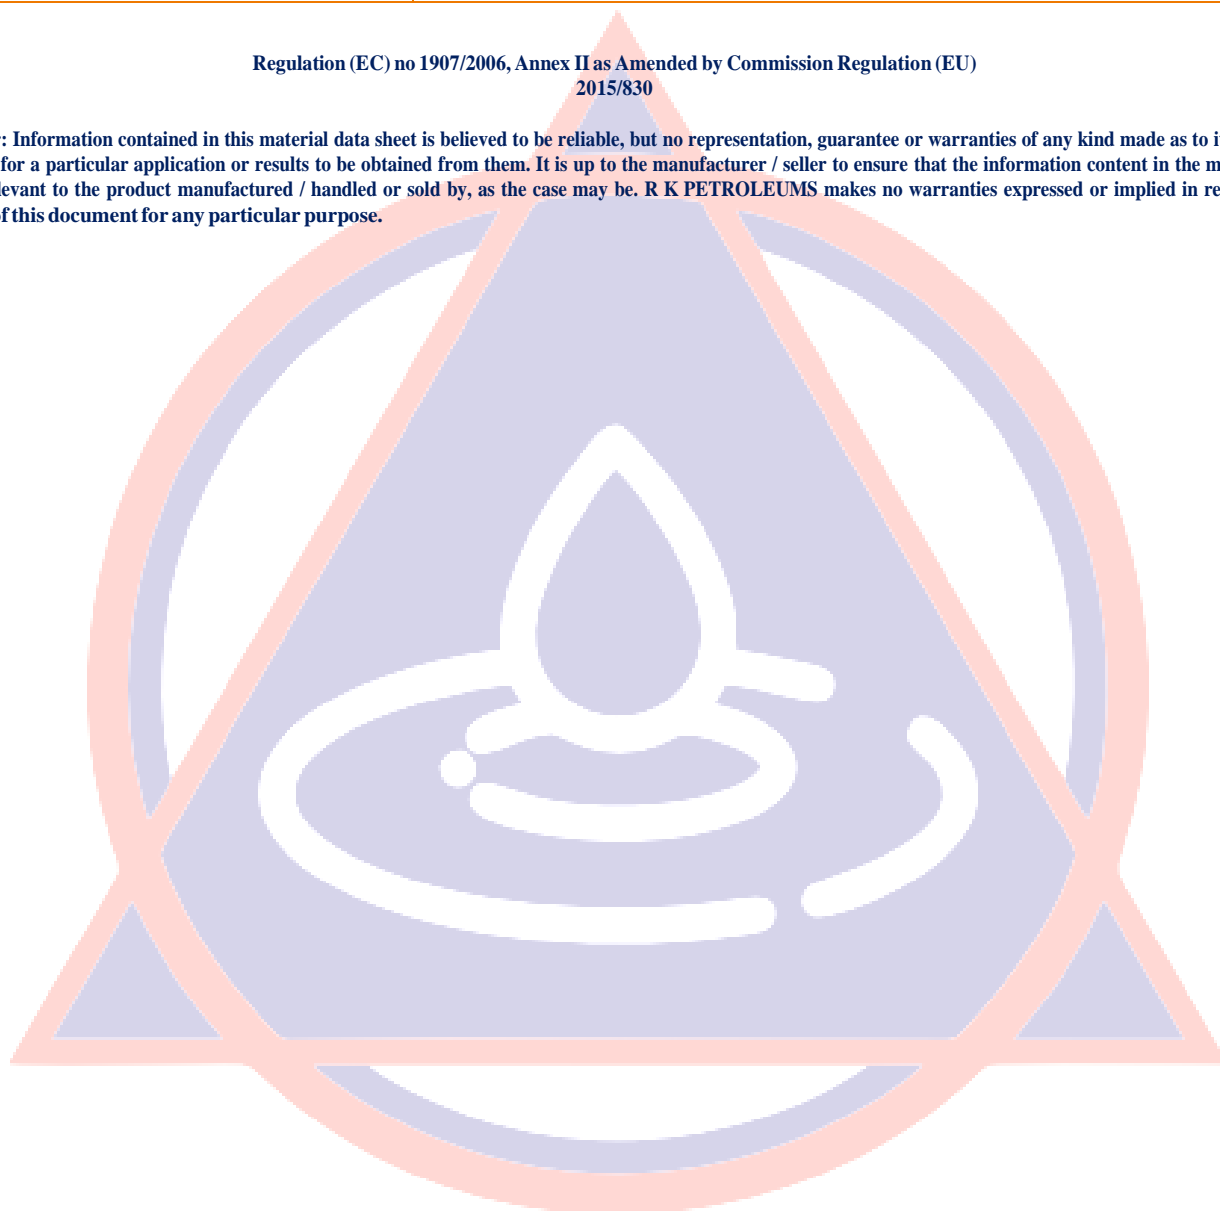 Regulation (EC) no 1907/2006, Annex II as Amended by Commission Regulation (EU)
2015/830
: Information contained in this material data sheet is believed to be reliable, but no representation, guarantee or warranties of any kind made as to
for a particular application or results to be obtained from them. It is up to the manufacturer / seller to ensure that the information content in the
to the product manufactured / handled or sold by, as the case may be. R K PETROLEUMS makes no warranties expressed or implied in
of this document for any particular purpose.